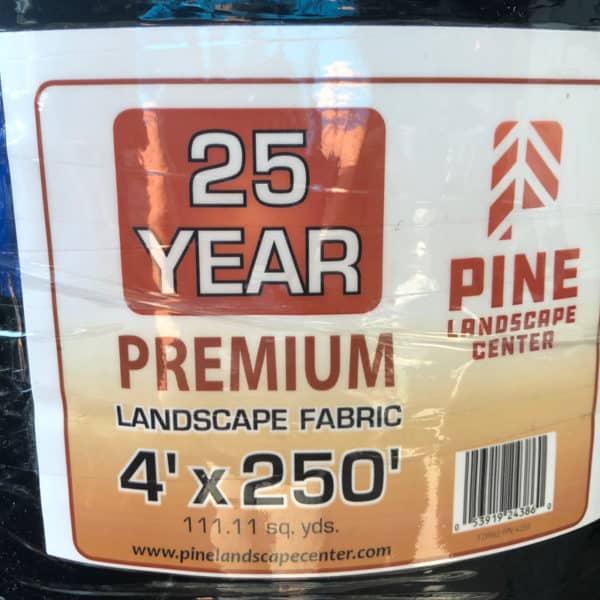 25
YEAR
PREMIUM
LANDSCAPE FABRIC
4' x 250'
111.11 sq. yds.
www.pinelandscapecenter.com
PINE
LANDSCAPE
CENTER
0 53919 24386 0